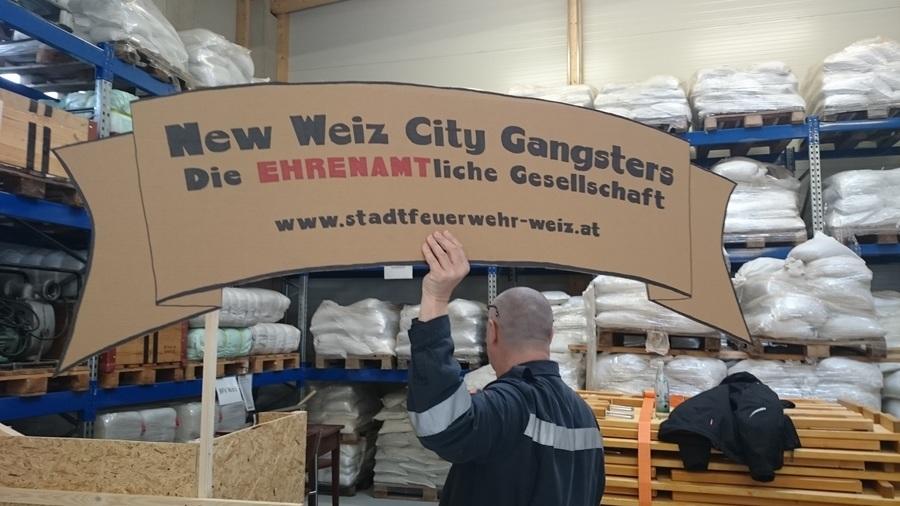 New Weiz City Gangsters
Die EHRENAMTliche Gesellschaft
www.stadtfeuerwehr-weiz.at